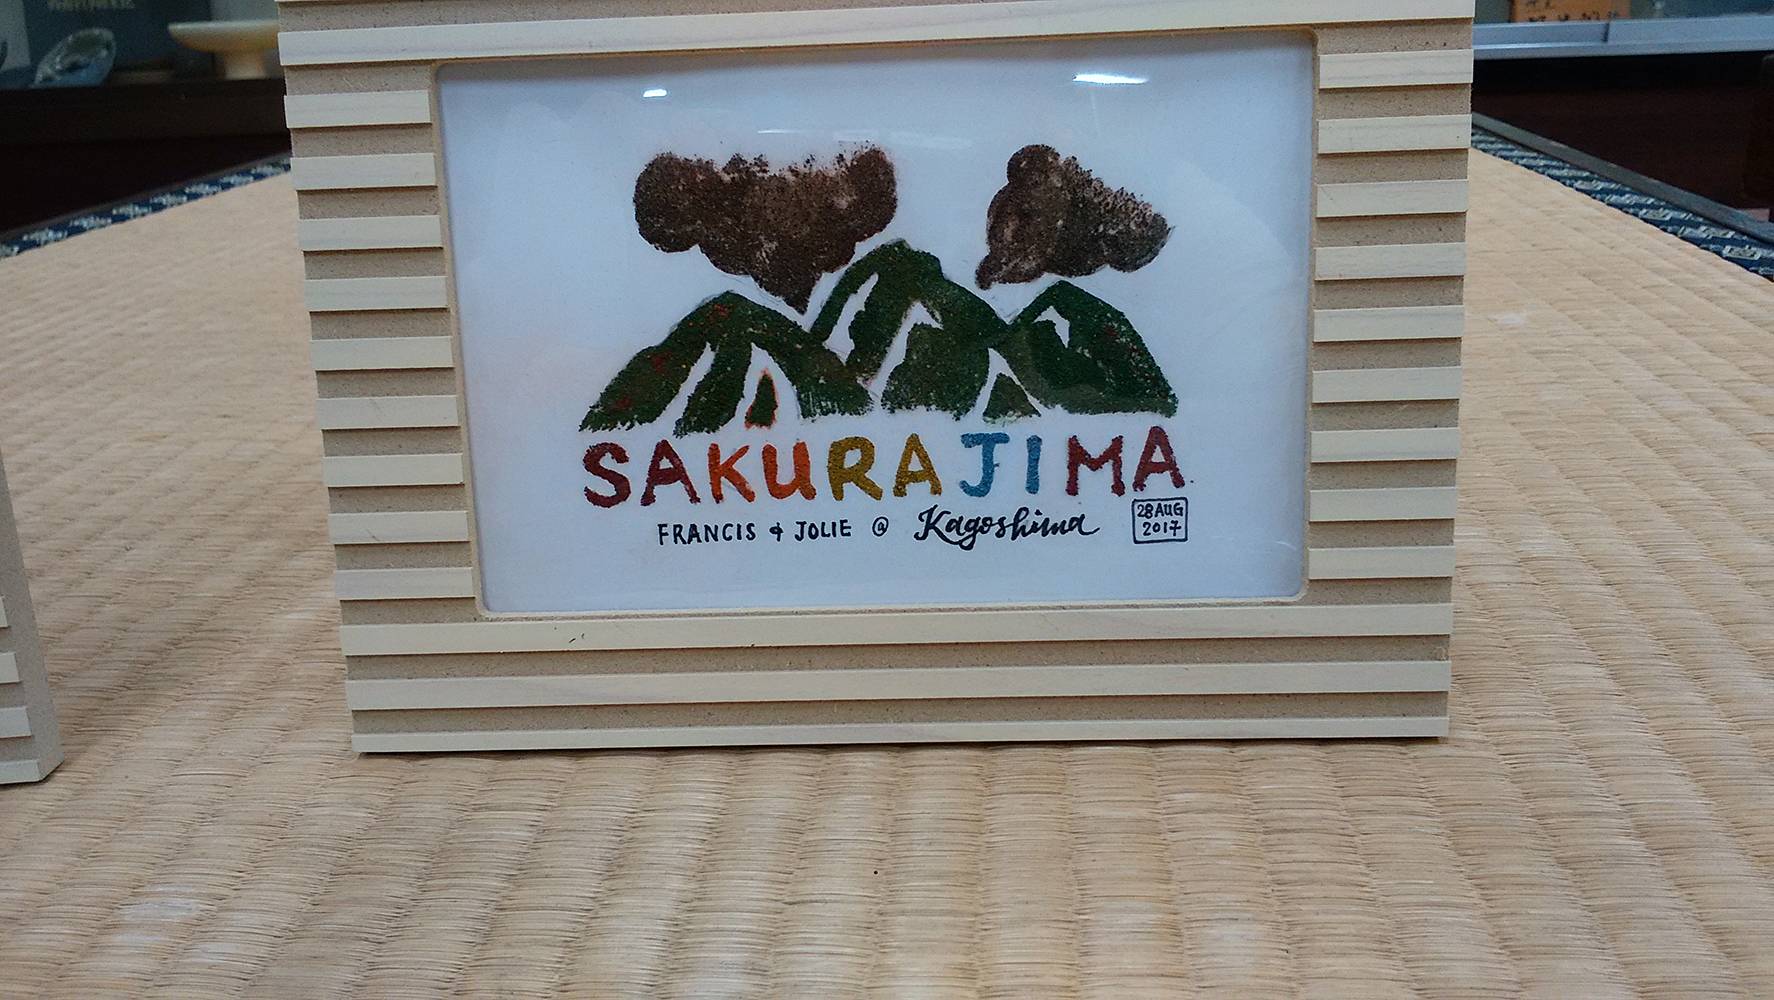 SAKURAJIMA
FRANCIS & JOLIE @ Kagoshima
28 AUG
2017